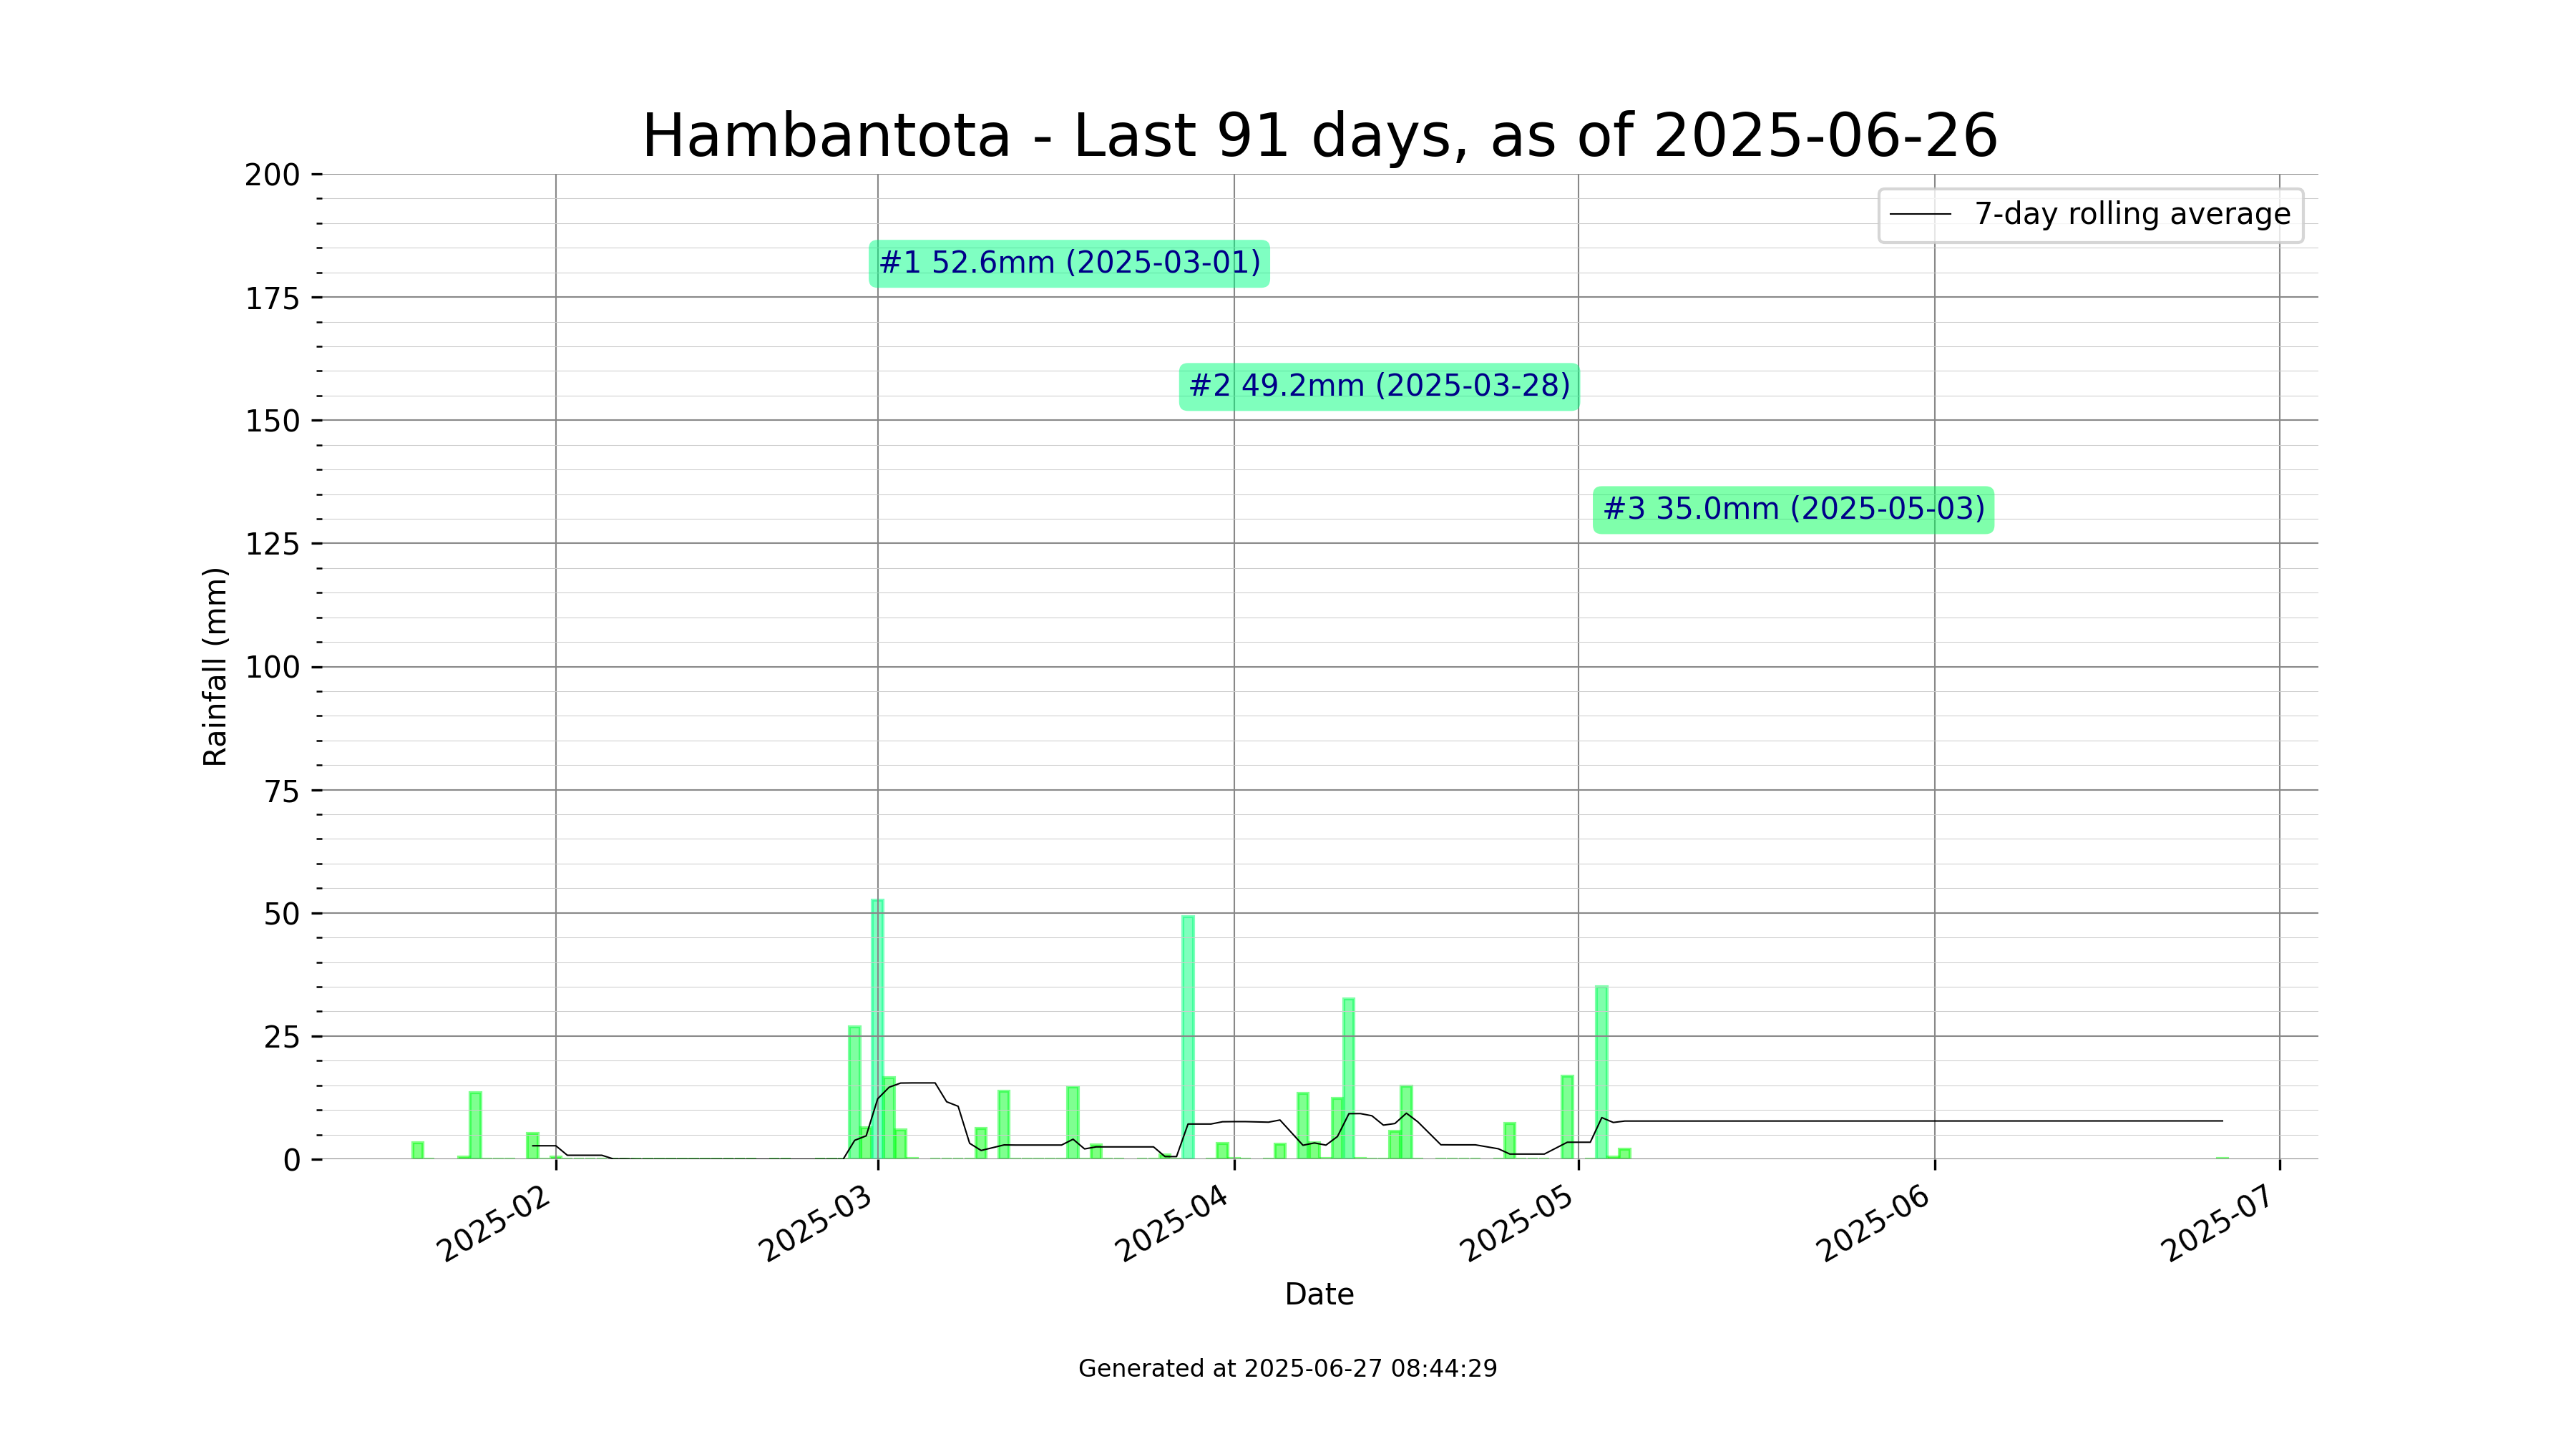 Hambantota - Last 91 days, as of 2025-06-26
7-day rolling average
#1 52.6mm (2025-03-01)
#2 49.2mm (2025-03-28)
#3 35.0mm (2025-05-03)
Rainfall (mm)
200
175
150
125
100
75
50
25
0
2025-02
2025-03
2025-04
2025-05
2025-06
2025-07
Date
Generated at 2025-06-27 08:44:29